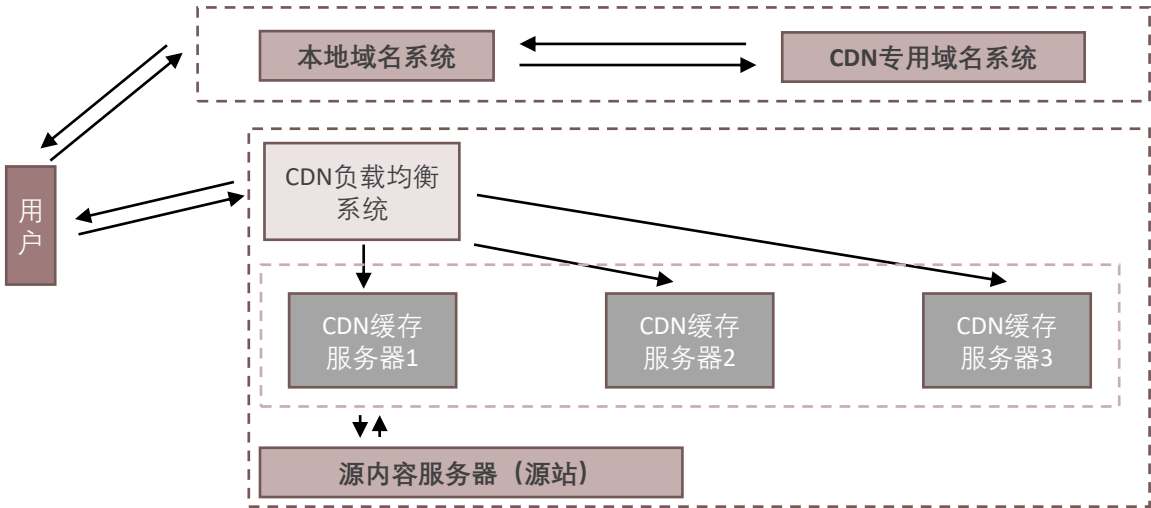 本地域名系统
CDN专用域名系统
用
户
CDN负载均衡
系统
CDN缓存
服务器1
CDN缓存
服务器2
CDN缓存
服务器3
源内容服务器（源站）